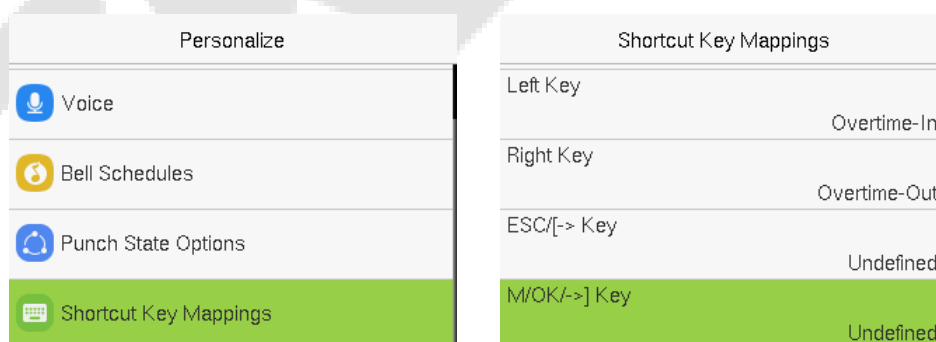 Personalize
Voice
Bell Schedules
Punch State Options
Shortcut Key Mappings
Shortcut Key Mappings
Left Key
Overtime-In
Right Key
Overtime-Out
ESC/[-> Key
Undefined
M/OK/->] Key
Undefined